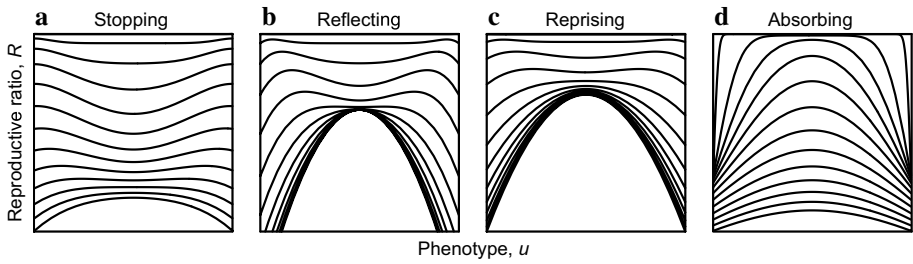 a Stopping
b Reflecting
c Reprising
d Absorbing
Reproductive ratio, R
Phenotype, u